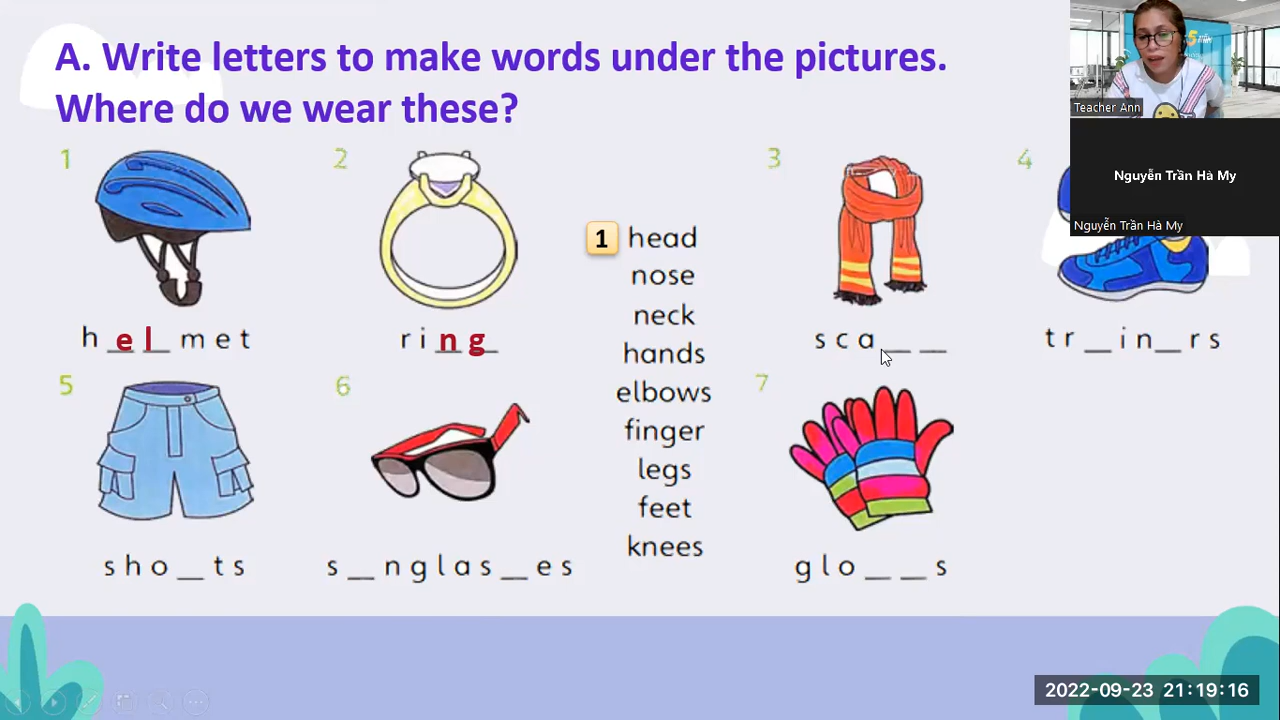 A. Write letters to make words under the pictures.
Where do we wear these?
Teacher Ann
Nguyễn Trần Hà My
Nguyễn Trần Hà My
1
2
3
4
h e l m e t
r i n g
s c a _ _
t r _ i n _ r s
1 head
nose
neck
hands
elbows
finger
legs
feet
knees
5
6
7
s h o _ t s
s _ n g l a s _ e s
g l o _ _ s
2022-09-23 21:19:16